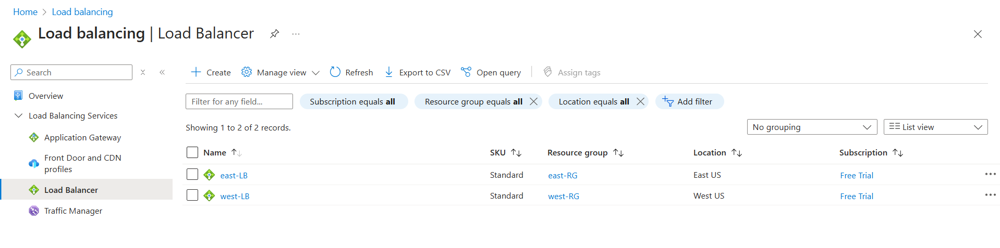 Home > Load balancing
Load balancing | Load Balancer
Search
Create
Manage view
Refresh
Export to CSV
Open query
Assign tags
Overview
Load Balancing Services
Application Gateway
Front Door and CDN
profiles
Load Balancer
Traffic Manager
Filter for any field...
Subscription equals all
Resource group equals all
Location equals all
Add filter
Showing 1 to 2 of 2 records.
No grouping
List view
Name SKU Resource group Location Subscription
east-LB Standard east-RG East US Free Trial
west-LB Standard west-RG West US Free Trial